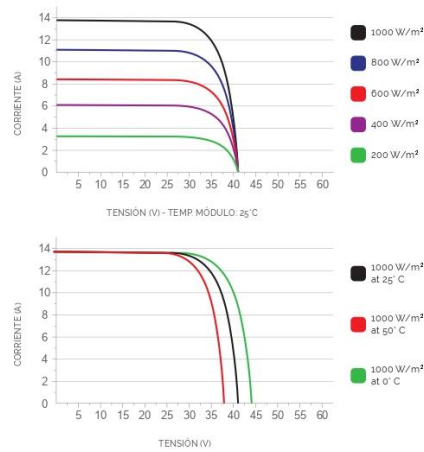 14
12
10
8
6
4
2
0
CORRIENTE (A)
5 10 15 20 25 30 35 40 45 50 55 60
TENSIÓN (V) - TEMP. MÓDULO: 25°C
1000 W/m²
800 W/m²
600 W/m²
400 W/m²
200 W/m²
14
12
10
8
6
4
2
0
CORRIENTE (A)
5 10 15 20 25 30 35 40 45 50 55 60
TENSIÓN (V)
1000 W/m²
at 25° C
1000 W/m²
at 50° C
1000 W/m²
at 0° C